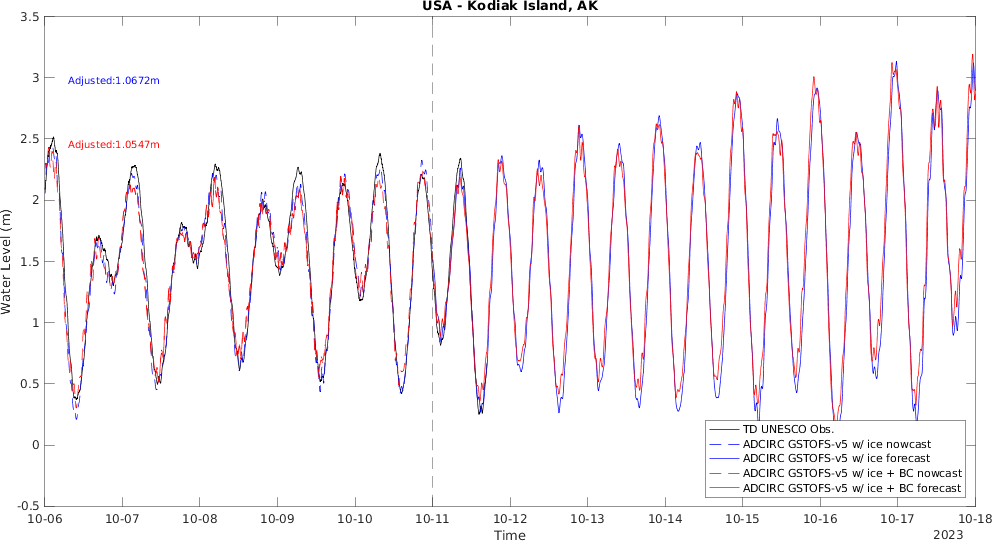 USA - Kodiak Island, AK
3.5
3
2.5
2
1.5
1
0.5
0
-0.5
Water Level (m)
Adjusted:1.0672m
Adjusted:1.0547m
TD UNESCO Obs.
ADCIRC GSTOFS-v5 w/ ice nowcast
ADCIRC GSTOFS-v5 w/ ice forecast
ADCIRC GSTOFS-v5 w/ ice + BC nowcast
ADCIRC GSTOFS-v5 w/ ice + BC forecast
10-06 10-07 10-08 10-09 10-10 10-11 10-12 10-13 10-14 10-15 10-16 10-17 10-18
Time
2023